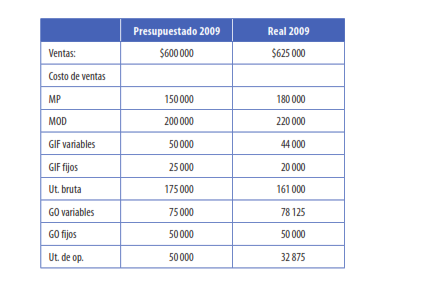 Presupuestado 2009 Real 2009
Ventas: $600 000 $625 000
Costo de ventas
MP 150 000 180 000
MOD 200 000 220 000
GIF variables 50 000 44 000
GIF fijos 25 000 20 000
Ut. bruta 175 000 161 000
GO variables 75 000 78 125
GO fijos 50 000 50 000
Ut. de op. 50 000 32 875